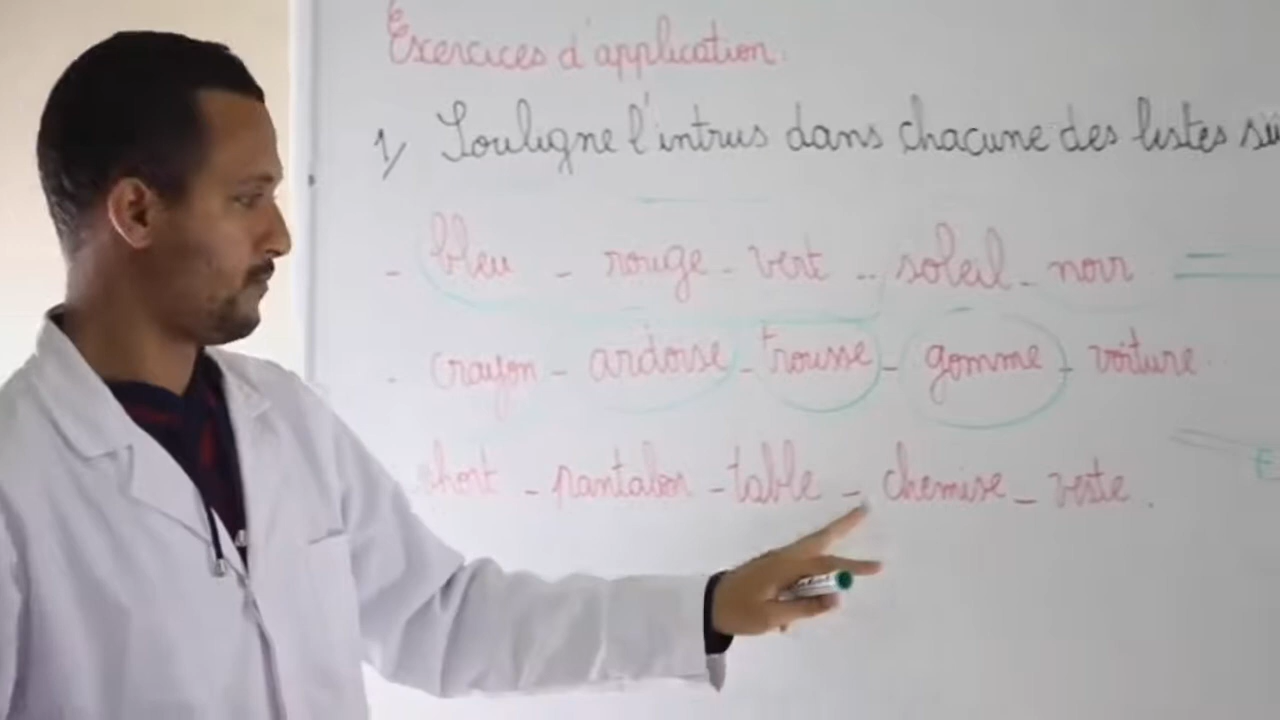 Exercices d'application.
1/ Souligne l'intrus dans chacune des listes
- bleu - rouge - vert - soleil - noir
- crayon - ardoise - trousse - gomme - voiture.
- short - pantalon - table - chemise - veste.